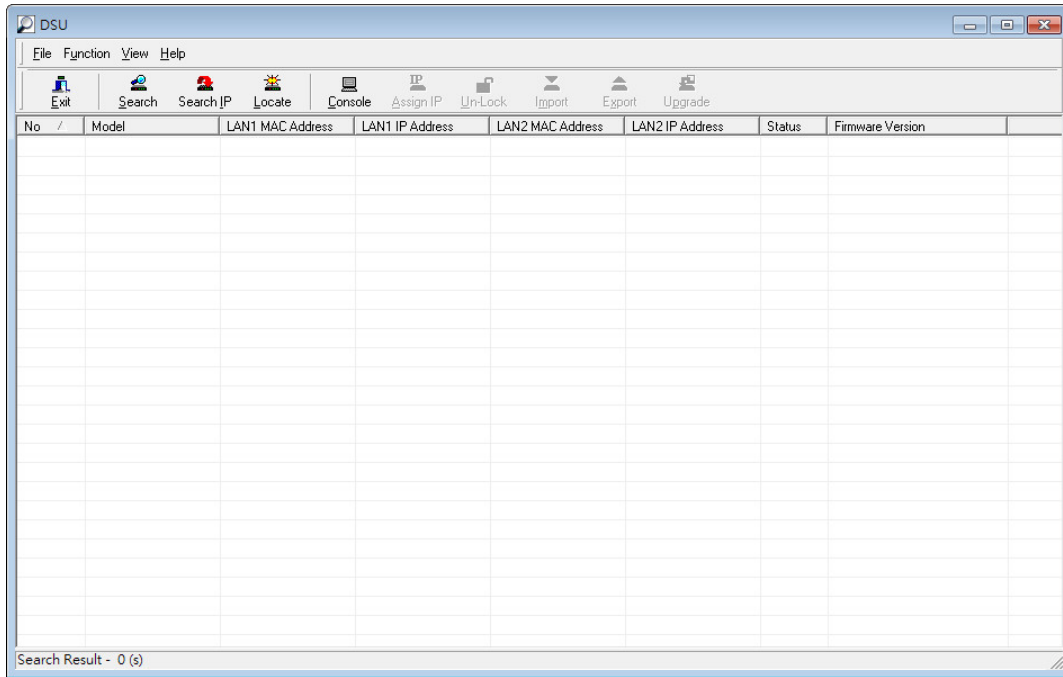 DSU
File Function View Help
Exit Search Search IP Locate Console Assign IP Un-Lock Import Export Upgrade
No Model LAN1 MAC Address LAN1 IP Address LAN2 MAC Address LAN2 IP Address Status Firmware Version
Search Result - 0 (s)